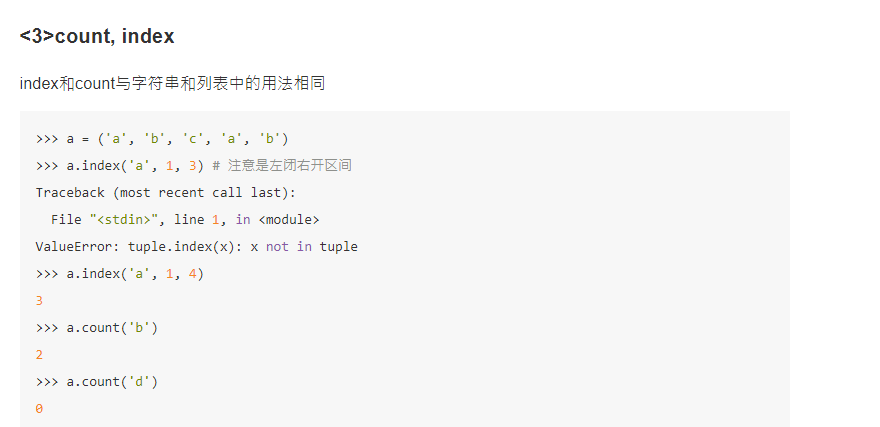 <3>count, index
index和count与字符串和列表中的用法相同
>>> a = ('a', 'b', 'c', 'a', 'b')
>>> a.index('a', 1, 3) # 注意是左闭右开区间
Traceback (most recent call last):
  File "<stdin>", line 1, in <module>
ValueError: tuple.index(x): x not in tuple
>>> a.index('a', 1, 4)
3
>>> a.count('b')
2
>>> a.count('d')
0